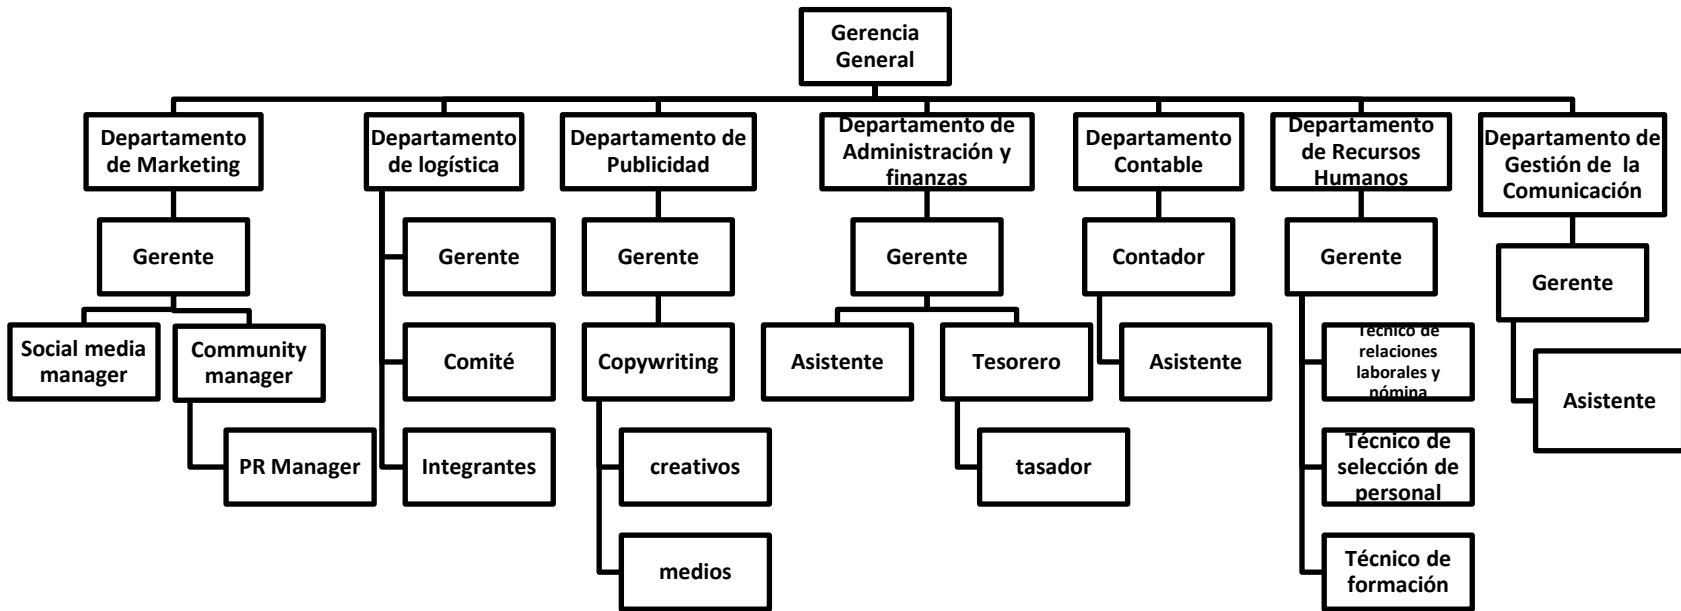 Gerencia
General
Departamento
de Marketing
Departamento
de logística
Departamento de
Publicidad
Departamento de
Administración y
finanzas
Departamento
Contable
Departamento
de Recursos
Humanos
Departamento de
Gestión de la
Comunicación
Gerente
Gerente
Gerente
Gerente
Contador
Gerente
Gerente
Social media
manager
Community
manager
Comité
Copywriting
Asistente
Tesorero
Asistente
Técnico de
relaciones
laborales y
nómina
Asistente
PR Manager
Integrantes
creativos
tasador
Técnico de
selección de
personal
medios
Técnico de
formación